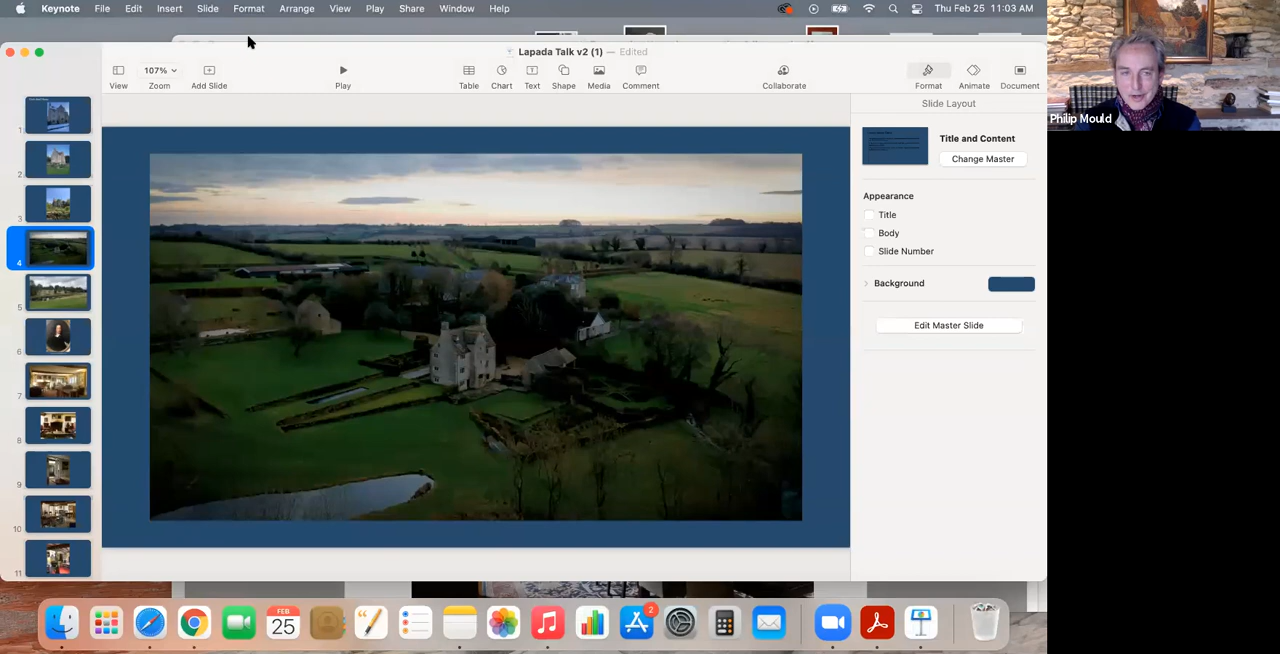 Keynote File Edit Insert Slide Format Arrange View Play Share Window Help Thu Feb 25 11:03 AM
Lapada Talk v2 (1) — Edited
107%
View Zoom Add Slide Play Table Chart Text Shape Media Comment Collaborate Format Animate Document
Slide Layout
Title and Content
Change Master
Appearance
Title
Body
Slide Number
Background
Edit Master Slide
1
2
3
4
5
6
7
8
9
10
11
Philip Mould
FEB
25
2